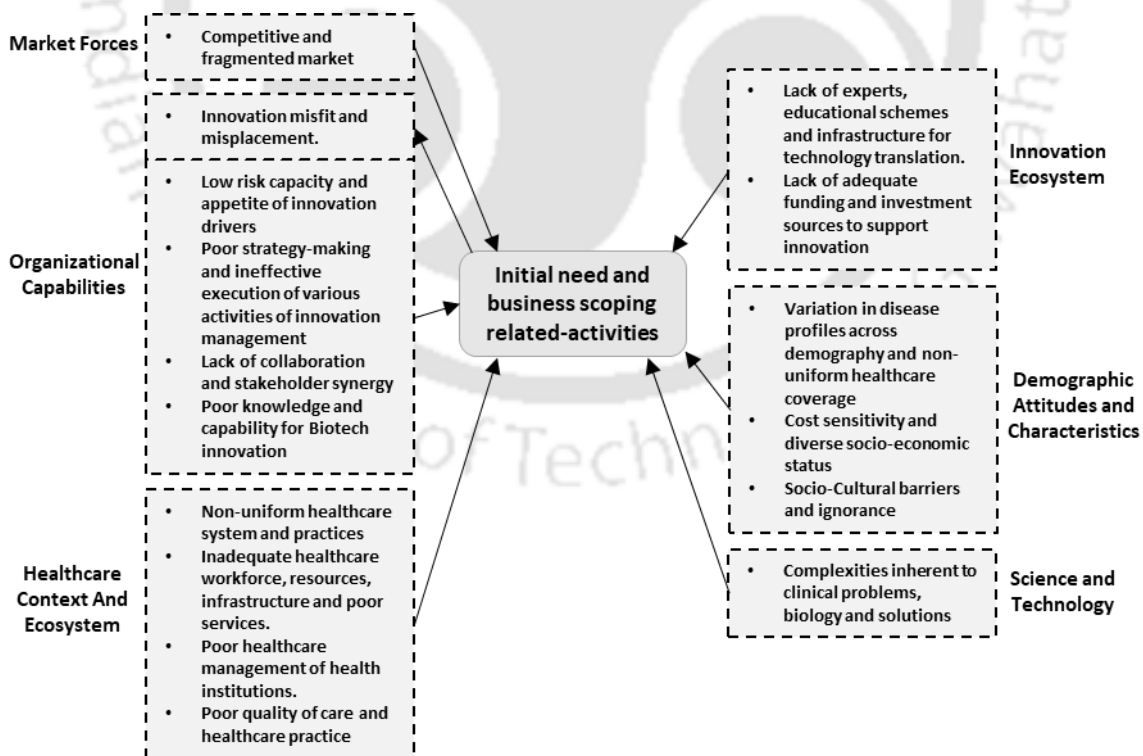 Market Forces
• Competitive and
fragmented market
• Innovation misfit and
misplacement.
Organizational
Capabilities
• Low risk capacity and
appetite of innovation
drivers
• Poor strategy-making
and ineffective
execution of various
activities of innovation
management
• Lack of collaboration
and stakeholder synergy
• Poor knowledge and
capability for Biotech
innovation
Healthcare
Context And
Ecosystem
• Non-uniform healthcare
system and practices
• Inadequate healthcare
workforce, resources,
infrastructure and poor
services.
• Poor healthcare
management of health
institutions.
• Poor quality of care and
healthcare practice
Initial need and
business scoping
related-activities
• Lack of experts,
educational schemes
and infrastructure for
technology translation.
• Lack of adequate
funding and investment
sources to support
innovation
Innovation
Ecosystem
• Variation in disease
profiles across
demography and non-
uniform healthcare
coverage
• Cost sensitivity and
diverse socio-economic
status
• Socio-Cultural barriers
and ignorance
Demographic
Attitudes and
Characteristics
• Complexities inherent to
clinical problems,
biology and solutions
Science and
Technology
of Techn